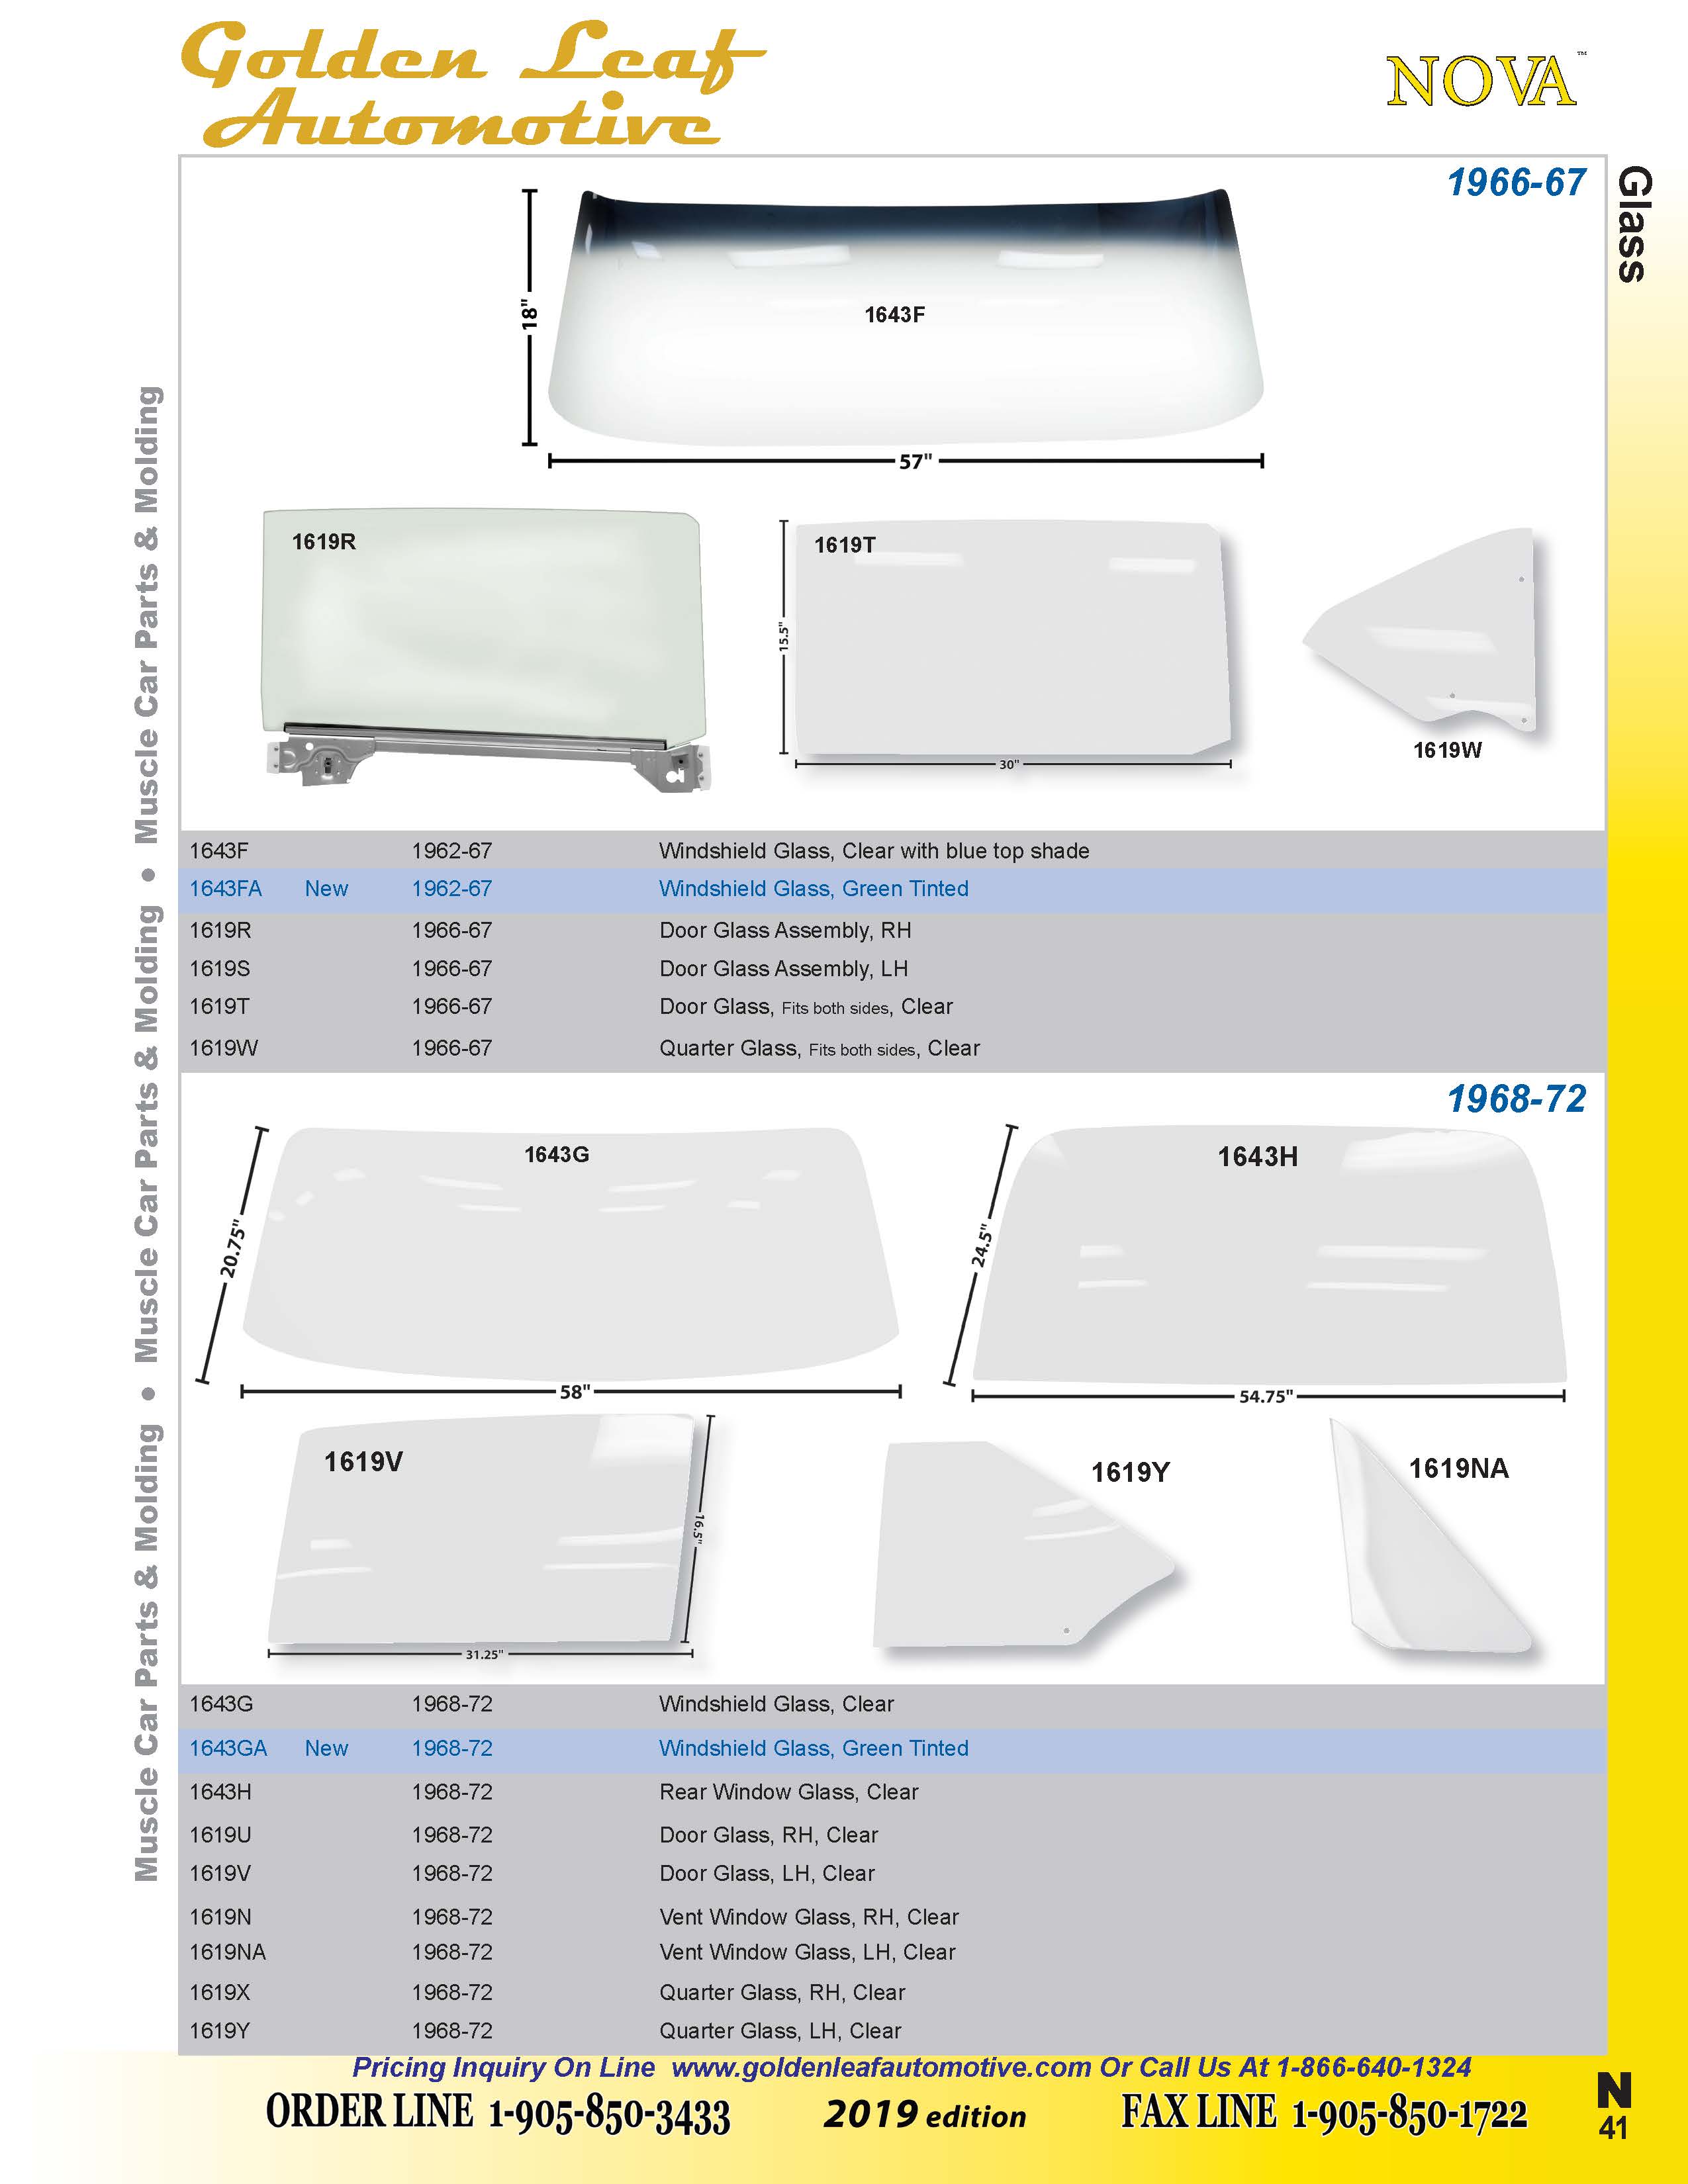 Golden Leaf
Automotive
NOVA™
Glass
1966-67
18"
1643F
57"
1619R
1619T
15.5"
30"
1619W
1643F 1962-67 Windshield Glass, Clear with blue top shade
1643FA New 1962-67 Windshield Glass, Green Tinted
1619R 1966-67 Door Glass Assembly, RH
1619S 1966-67 Door Glass Assembly, LH
1619T 1966-67 Door Glass, Fits both sides, Clear
1619W 1966-67 Quarter Glass, Fits both sides, Clear
1968-72
1643G
20.75"
58"
1643H
24.5"
54.75"
1619V
16.5"
31.25"
1619Y
1619NA
1643G 1968-72 Windshield Glass, Clear
1643GA New 1968-72 Windshield Glass, Green Tinted
1643H 1968-72 Rear Window Glass, Clear
1619U 1968-72 Door Glass, RH, Clear
1619V 1968-72 Door Glass, LH, Clear
1619N 1968-72 Vent Window Glass, RH, Clear
1619NA 1968-72 Vent Window Glass, LH, Clear
1619X 1968-72 Quarter Glass, RH, Clear
1619Y 1968-72 Quarter Glass, LH, Clear
Muscle Car Parts & Molding • Muscle Car Parts & Molding • Muscle Car Parts & Molding
Pricing Inquiry On Line www.goldenleafautomotive.com Or Call Us At 1-866-640-1324
ORDER LINE 1-905-850-3433 2019 edition FAX LINE 1-905-850-1722
N
41